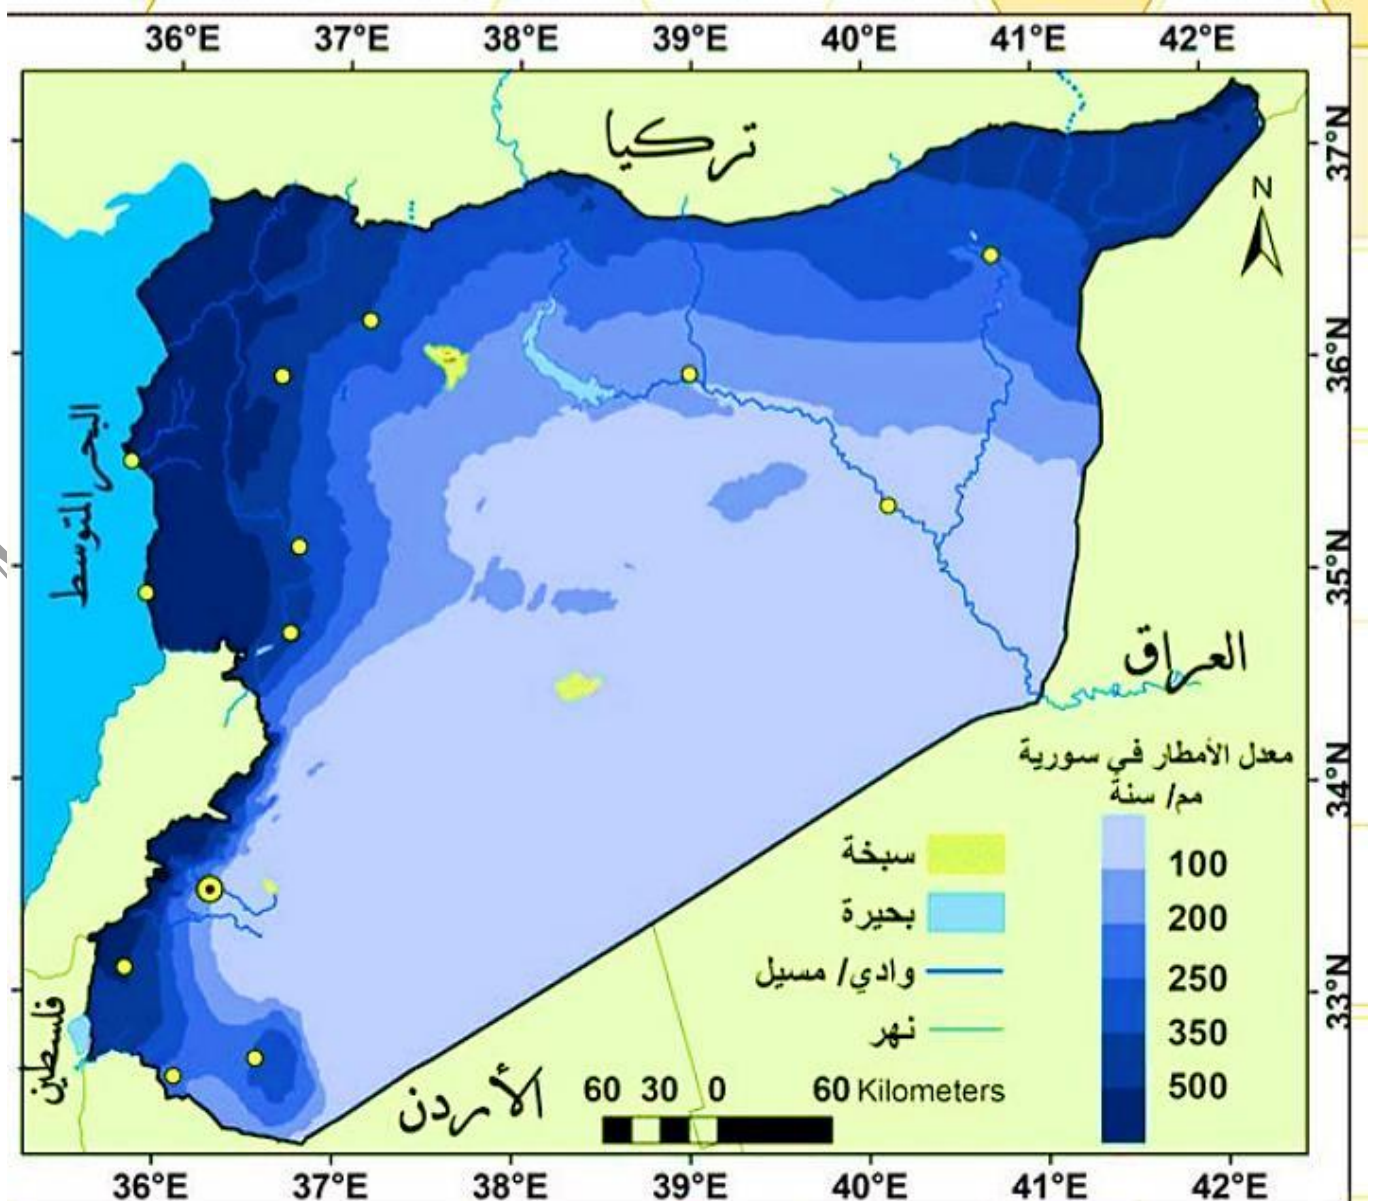 36°E 37°E 38°E 39°E 40°E 41°E 42°E
37°N
تركيا
N
36°N
البحر المتوسط
35°N
العراق
34°N
معدل الأمطار في سورية
مم/ سنة
سبخة
100
بحيرة
200
وادي/ مسيل
250
نهر
350
500
33°N
فلسطين
الأردن
60 30 0 60 Kilometers
36°E 37°E 38°E 39°E 40°E 41°E 42°E